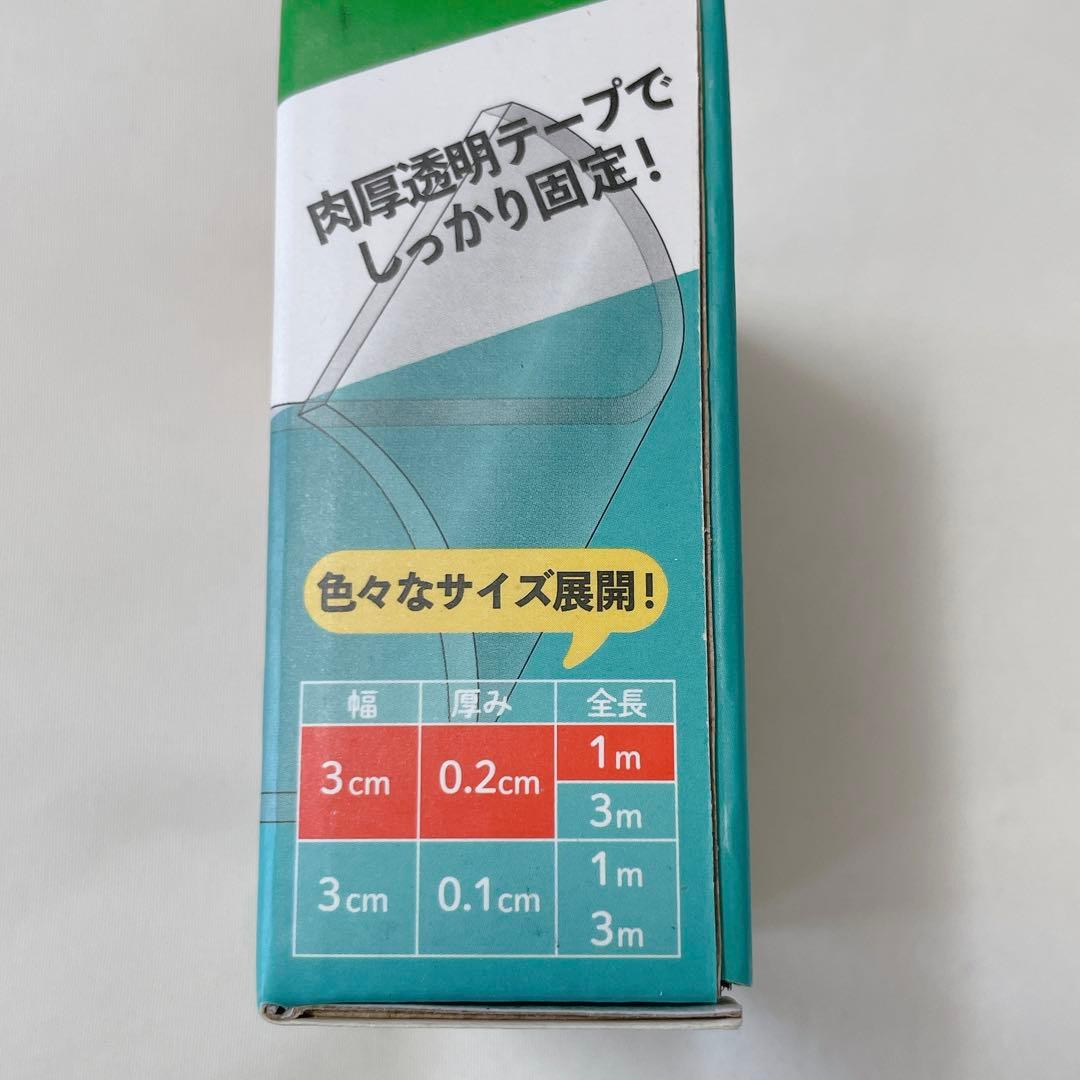 肉厚透明テープで
しっかり固定!
色々なサイズ展開!
幅 厚み 全長
3cm 0.2cm 1m
3m
3cm 0.1cm 1m
3m